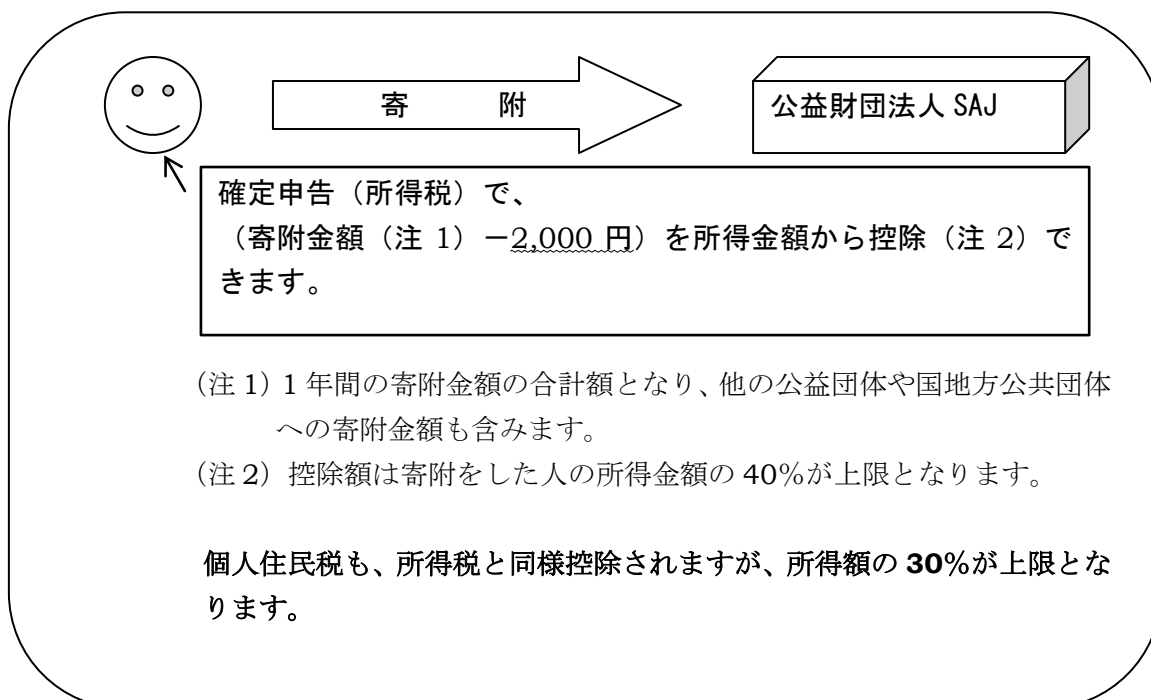 寄　附
公益財団法人 SAJ
確定申告（所得税）で、
（寄附金額（注 1）－2,000 円）を所得金額から控除（注 2）で
きます。
（注 1）1 年間の寄附金額の合計額となり、他の公益団体や国地方公共団体
への寄附金額も含みます。
（注 2）控除額は寄附をした人の所得金額の 40％が上限となります。
個人住民税も、所得税と同様控除されますが、所得額の 30％が上限とな
ります。